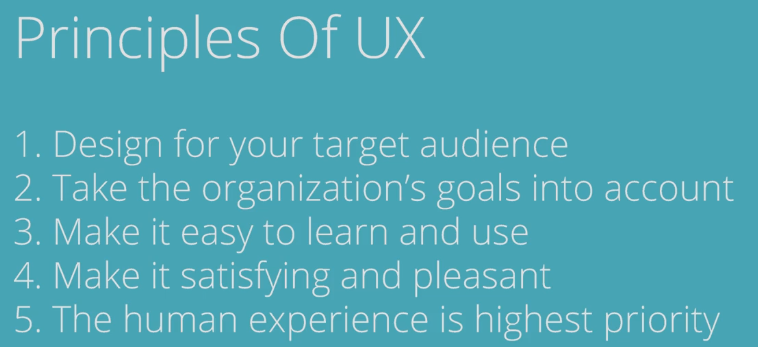 Principles Of UX
1. Design for your target audience
2. Take the organization’s goals into account
3. Make it easy to learn and use
4. Make it satisfying and pleasant
5. The human experience is highest priority